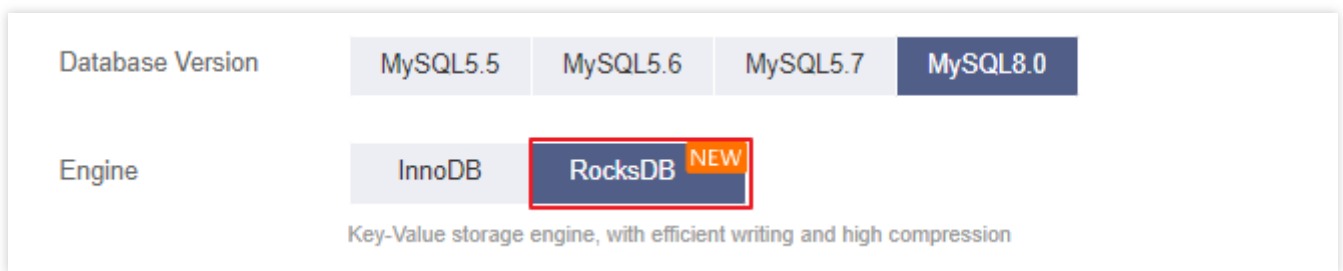 Database Version MySQL5.5 MySQL5.6 MySQL5.7 MySQL8.0
Engine InnoDB RocksDB NEW
Key-Value storage engine, with efficient writing and high compression